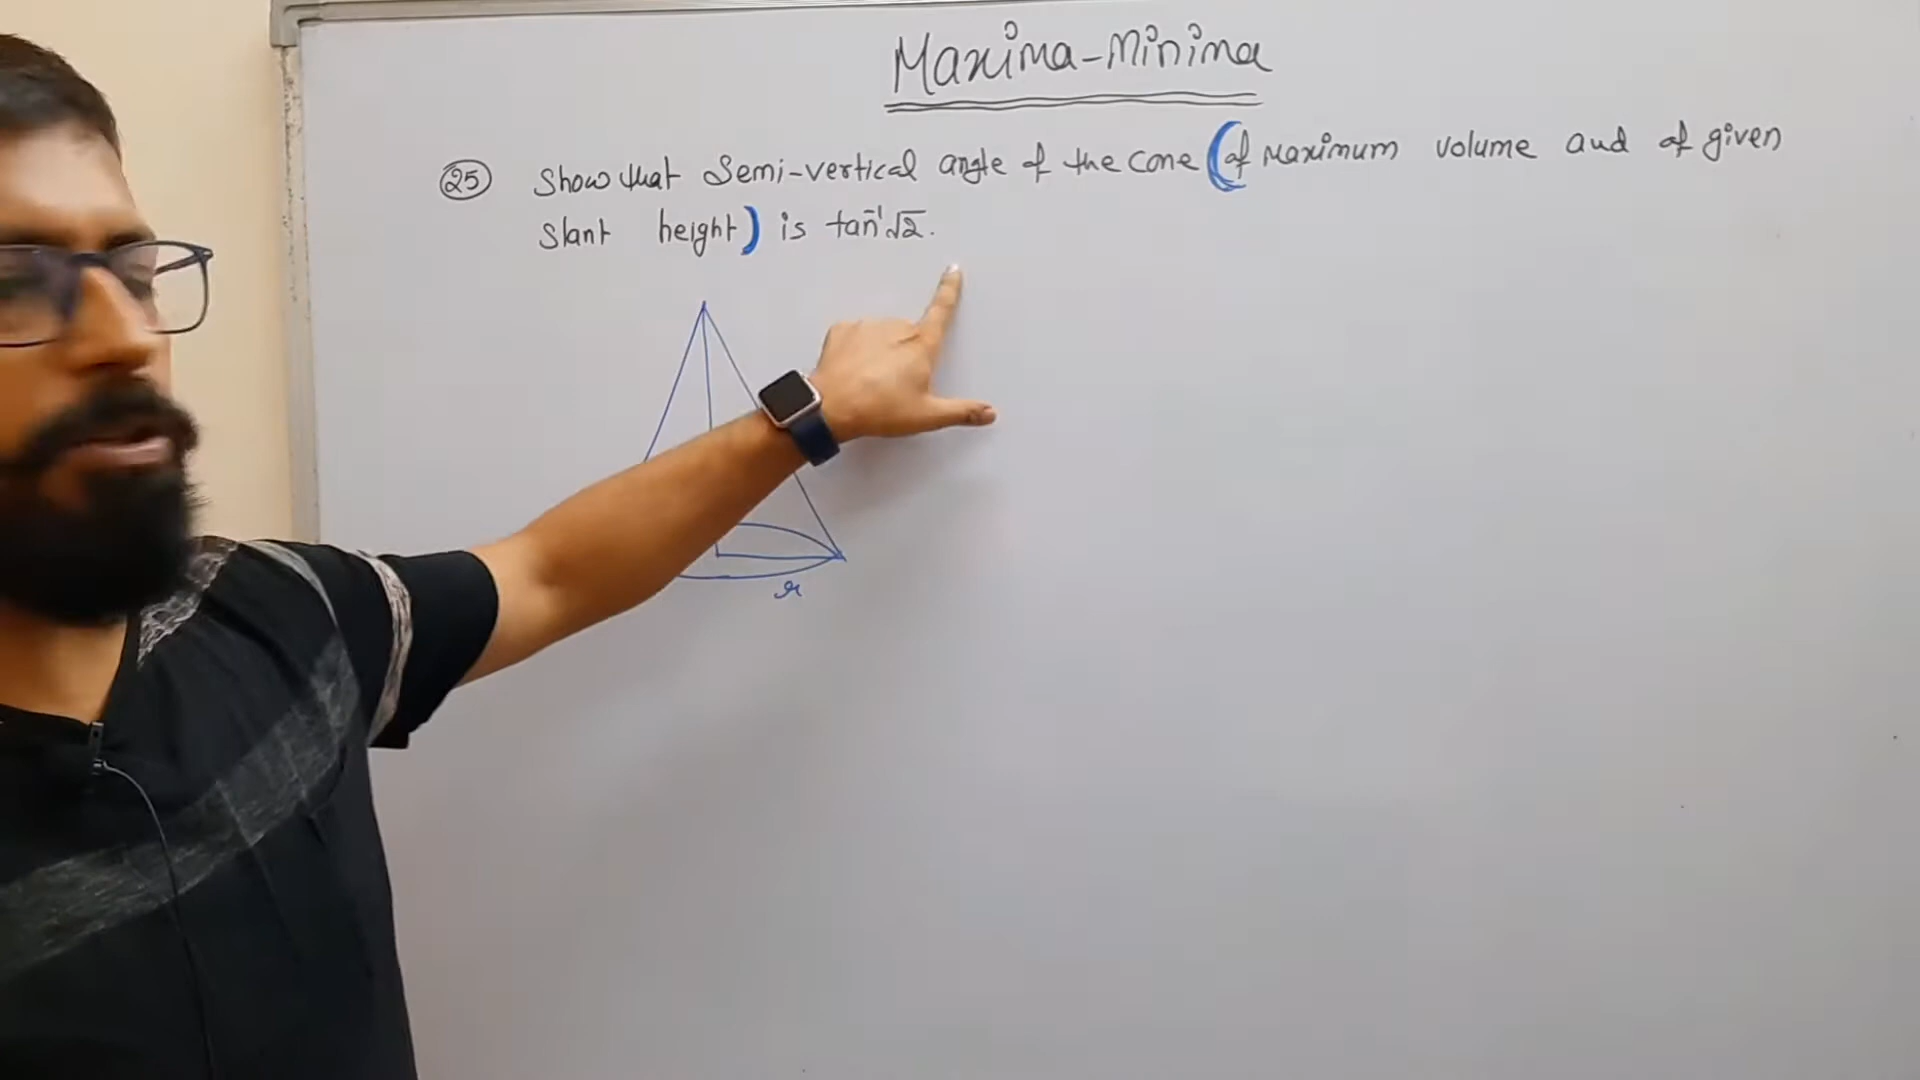 Maxima-Minima
25 Show that Semi-vertical angle of the cone (of Maximum volume and of given
Slant height) is tan⁻¹√2.
r